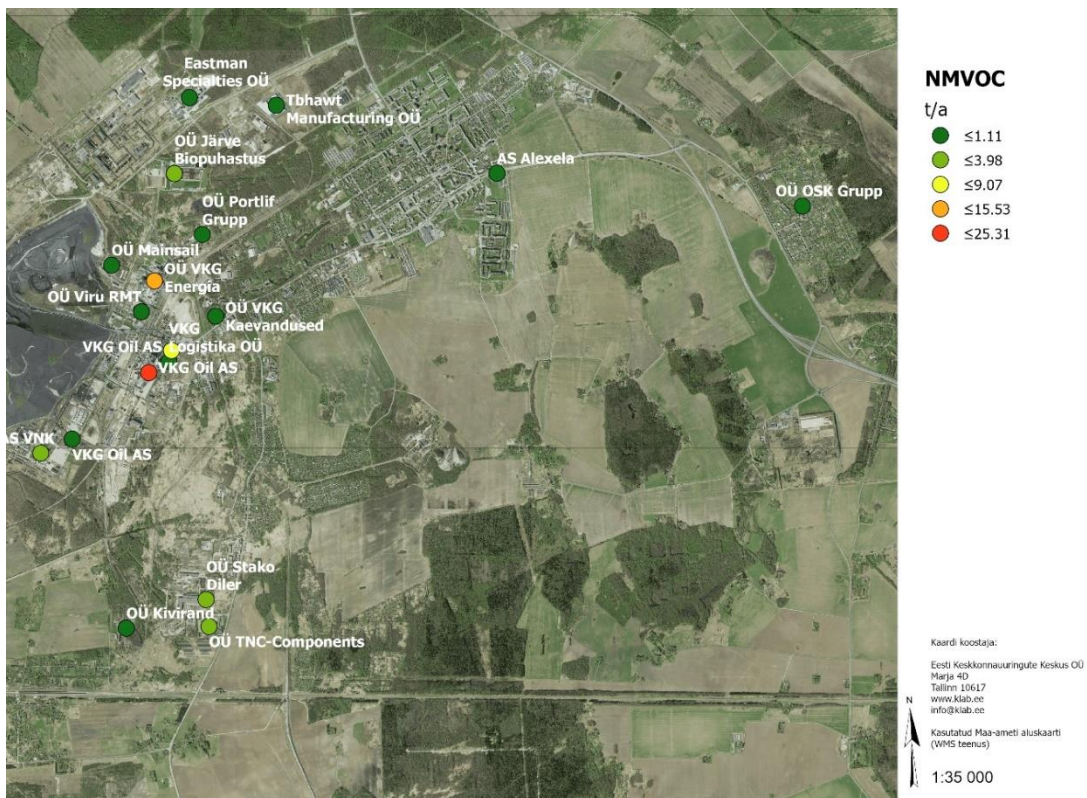 Eastman
Specialties OÜ
Tbhawt
Manufacturing OÜ
OÜ Järve
Biopuhastus
AS Alexela
OÜ OSK Grupp
OÜ Portlif
Grupp
OÜ Mainsail
OÜ VKG
Energia
OÜ Viru RMT
OÜ VKG
Kaevandused
VKG
VKG Oil AS Logistika OÜ
VKG Oil AS
AS VNK
VKG Oil AS
OÜ Stako
Diler
OÜ Kivirand
OÜ TNC-Components
NMVOC
t/a
≤1.11
≤3.98
≤9.07
≤15.53
≤25.31
Kaardi koostaja:
Eesti Keskkonnauuringute Keskus OÜ
Marja 4D
Tallinn 10617
www.klab.ee
info@klab.ee
N
Kasutatud Maa-ameti aluskaarti
(WMS teenus)
1:35 000